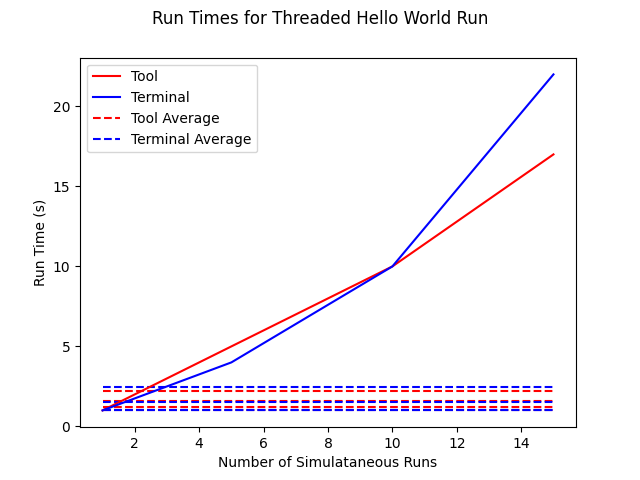 Run Times for Threaded Hello World Run
Tool
Terminal
Tool Average
Terminal Average
Run Time (s)
20
15
10
5
0
2
4
6
8
10
12
14
Number of Simulataneous Runs